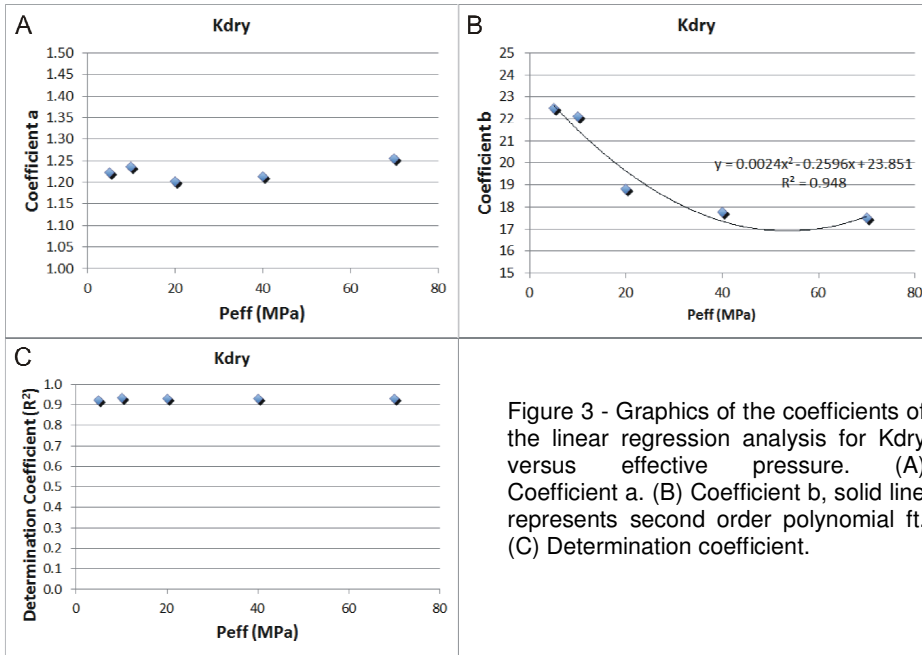 A
Kdry
1.50
1.45
1.40
1.35
1.30
1.25
1.20
1.15
1.10
1.05
1.00
Coefficient a
0 20 40 60 80
Peff (MPa)
B
Kdry
25
24
23
22
21
20
19
18
17
16
15
Coefficient b
y = 0.0024x² - 0.2596x + 23.851
R² = 0.948
0 20 40 60 80
Peff (MPa)
C
Kdry
1.0
0.9
0.8
0.7
0.6
0.5
0.4
0.3
0.2
0.1
0.0
Determination Coefficient (R²)
0 20 40 60 80
Peff (MPa)
Figure 3 - Graphics of the coefficients of
the linear regression analysis for Kdry
versus effective pressure. (A)
Coefficient a. (B) Coefficient b, solid line
represents second order polynomial ft.
(C) Determination coefficient.